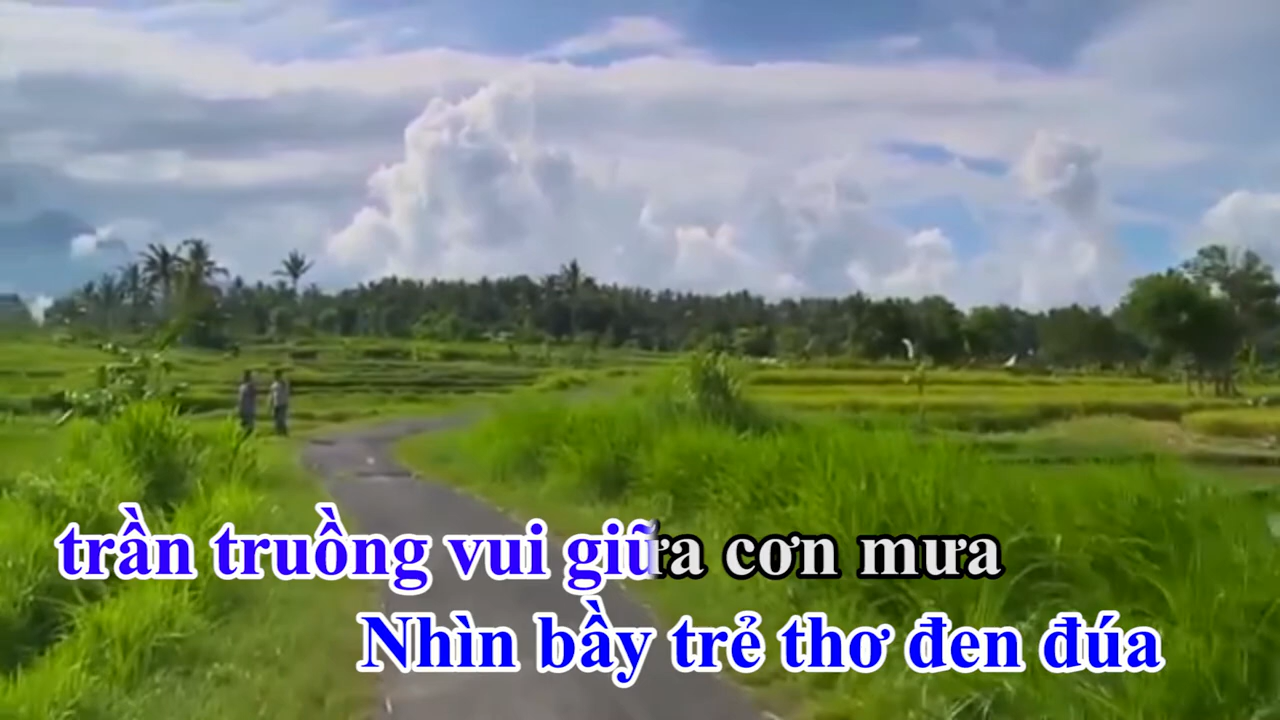 trần truồng vui giữa cơn mưa
Nhìn bầy trẻ thơ đen đúa